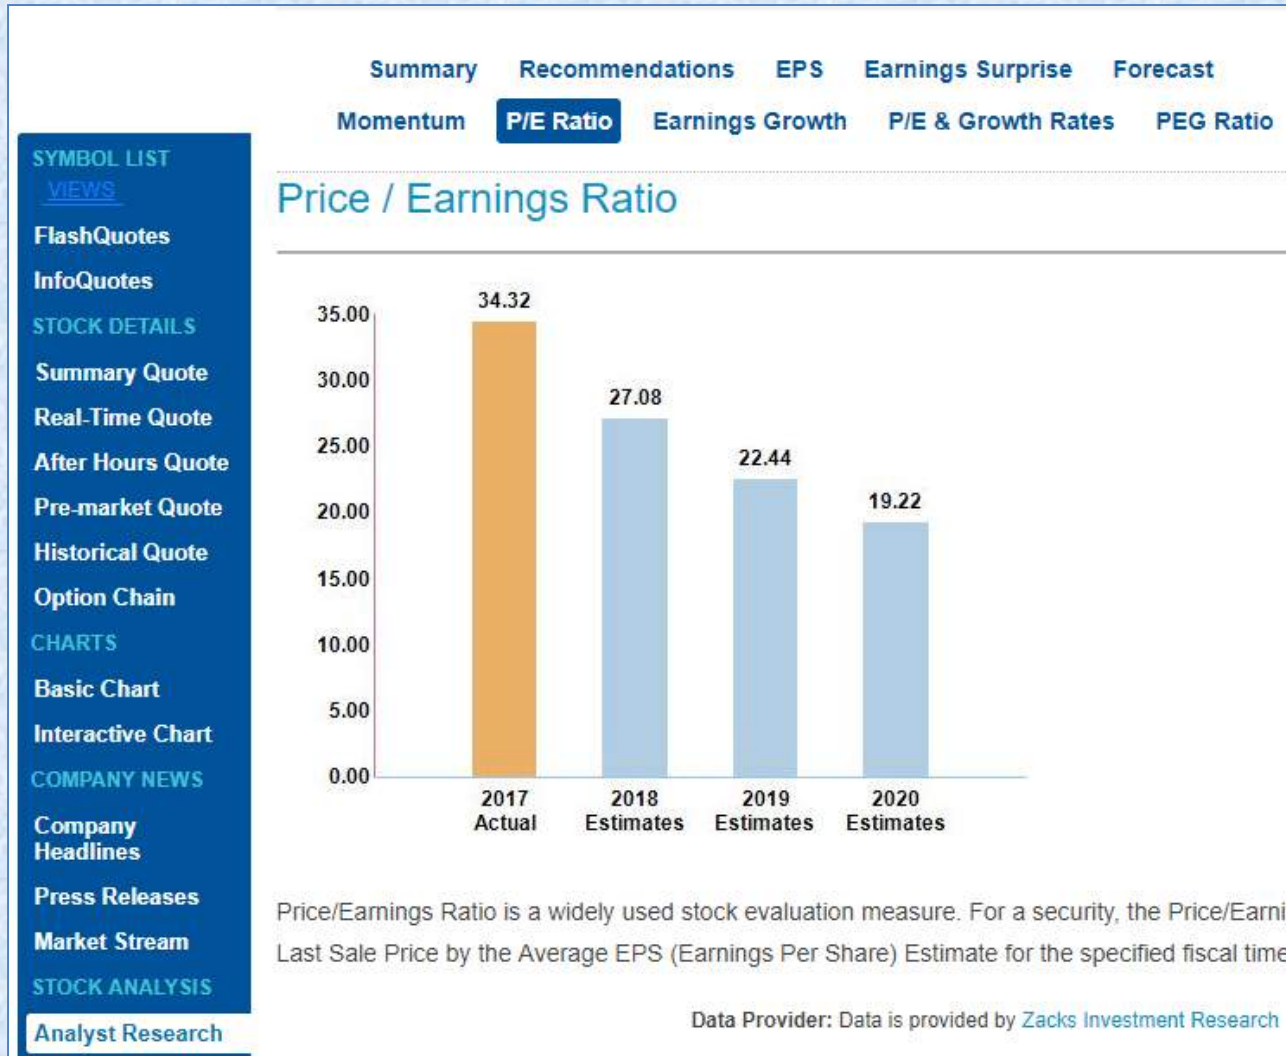 Summary Recommendations EPS Earnings Surprise Forecast
Momentum P/E Ratio Earnings Growth P/E & Growth Rates PEG Ratio
SYMBOL LIST
VIEWS
FlashQuotes
InfoQuotes
STOCK DETAILS
Summary Quote
Real-Time Quote
After Hours Quote
Pre-market Quote
Historical Quote
Option Chain
CHARTS
Basic Chart
Interactive Chart
COMPANY NEWS
Company
Headlines
Press Releases
Market Stream
STOCK ANALYSIS
Analyst Research
Price / Earnings Ratio
35.00
30.00
25.00
20.00
15.00
10.00
5.00
0.00
34.32
27.08
22.44
19.22
2017 2018 2019 2020
Actual Estimates Estimates Estimates
Price/Earnings Ratio is a widely used stock evaluation measure. For a security, the Price/Earni
Last Sale Price by the Average EPS (Earnings Per Share) Estimate for the specified fiscal time
Data Provider: Data is provided by Zacks Investment Research